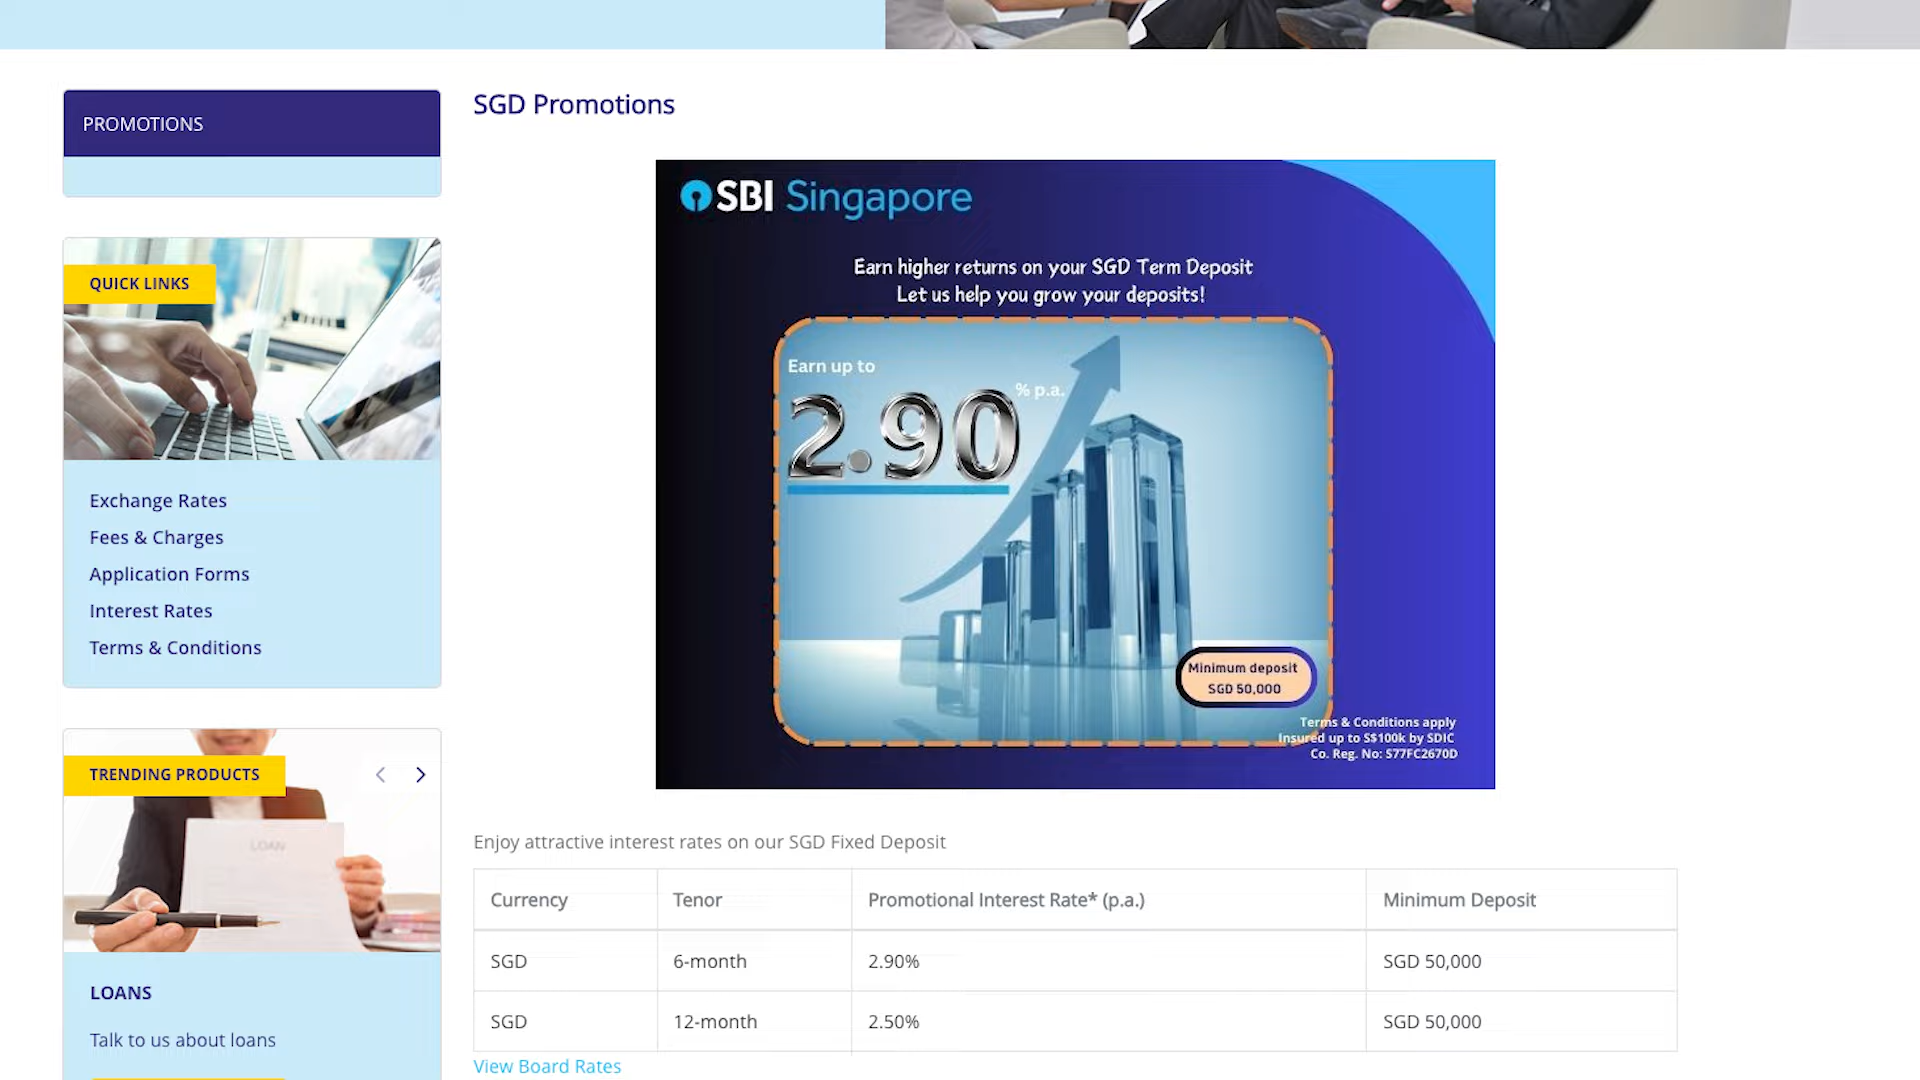 PROMOTIONS
QUICK LINKS
Exchange Rates
Fees & Charges
Application Forms
Interest Rates
Terms & Conditions
TRENDING PRODUCTS
LOAN
LOANS
Talk to us about loans
SGD Promotions
SBI Singapore
Earn higher returns on your SGD Term Deposit
Let us help you grow your deposits!
Earn up to
2.90 % p.a.
Minimum deposit
SGD 50,000
Terms & Conditions apply
Insured up to S$100k by SDIC
Co. Reg. No: S77FC2670D
Enjoy attractive interest rates on our SGD Fixed Deposit
Currency Tenor Promotional Interest Rate* (p.a.) Minimum Deposit
SGD 6-month 2.90% SGD 50,000
SGD 12-month 2.50% SGD 50,000
View Board Rates